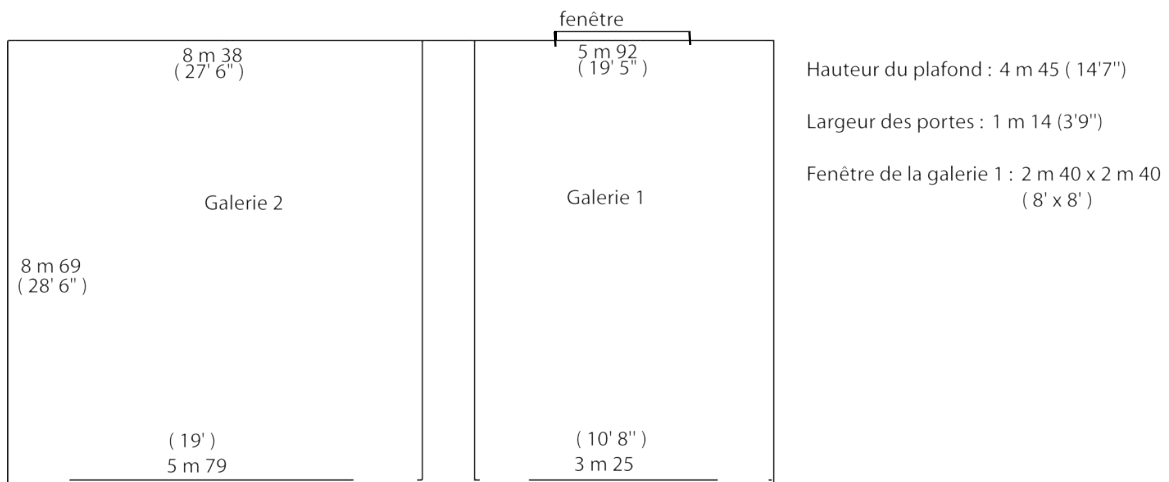 fenêtre
8 m 38
( 27' 6" )
5 m 92
( 19' 5" )
Hauteur du plafond : 4 m 45 ( 14'7'')
Largeur des portes : 1 m 14 (3'9'')
Fenêtre de la galerie 1 : 2 m 40 x 2 m 40
( 8' x 8' )
Galerie 2
Galerie 1
8 m 69
( 28' 6" )
( 19' )
5 m 79
( 10' 8'' )
3 m 25